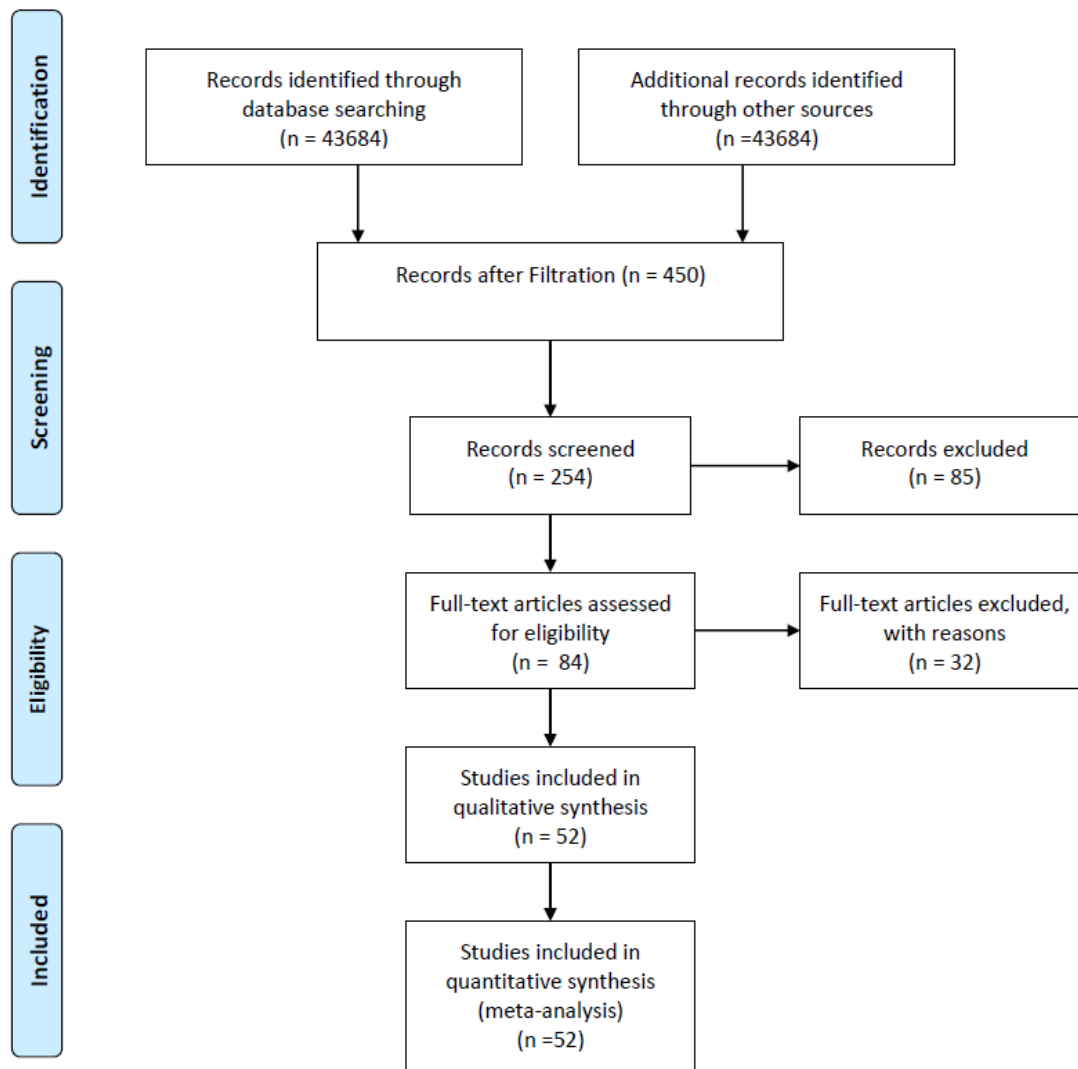 Identification
Records identified through
database searching
(n = 43684)
Additional records identified
through other sources
(n =43684)
Records after Filtration (n = 450)
Screening
Records screened
(n = 254)
Records excluded
(n = 85)
Eligibility
Full-text articles assessed
for eligibility
(n = 84)
Full-text articles excluded,
with reasons
(n = 32)
Studies included in
qualitative synthesis
(n = 52)
Included
Studies included in
quantitative synthesis
(meta-analysis)
(n =52)